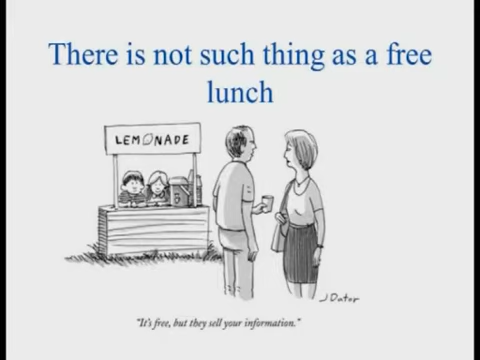 There is not such thing as a free
lunch
LEMONADE
J Dator
"It's free, but they sell your information."